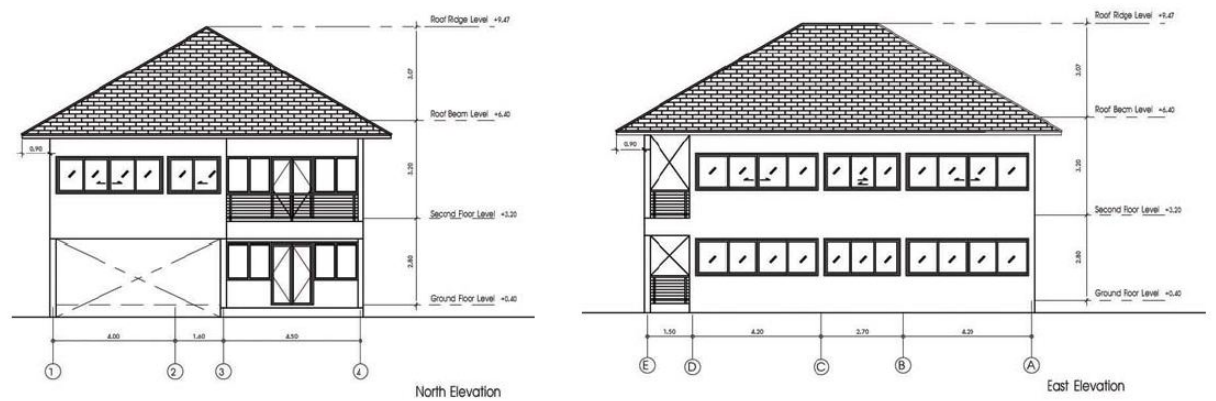 Roof Ridge Level +9.47
3.07
Roof Beam Level +6.40
0.90
3.20
Second Floor Level +3.20
2.80
Ground Floor Level +0.40
4.00 1.60 4.50
1 2 3 4
North Elevation
Roof Ridge Level +9.47
3.07
Roof Beam Level +6.40
0.90
3.20
Second Floor Level +3.20
2.80
Ground Floor Level +0.40
1.50 4.20 2.70 4.20
E D C B A
East Elevation